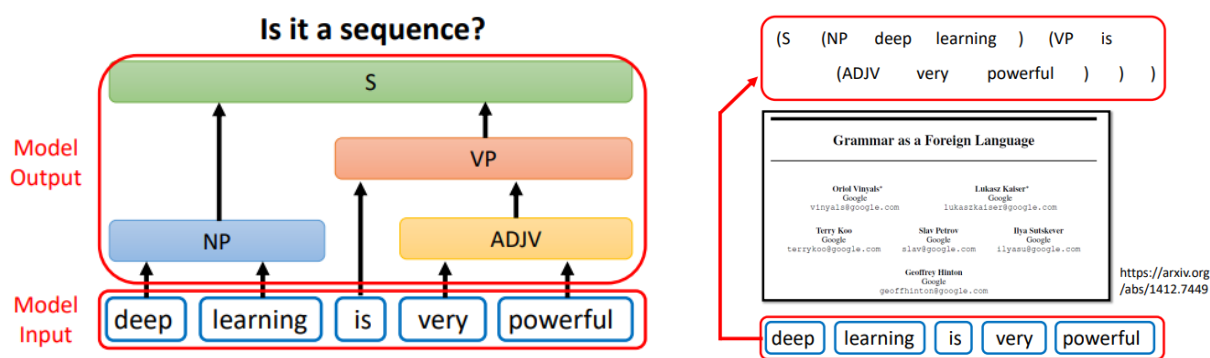 Is it a sequence?
S
Model
Output
VP
NP
ADJV
Model
Input
deep learning is very powerful
(S (NP deep learning ) (VP is
(ADJV very powerful ) ) )
Grammar as a Foreign Language
Oriol Vinyals* Lukasz Kaiser*
Google Google
vinyals@google.com lukaszkaiser@google.com
Terry Koo Slav Petrov Ilya Sutskever
Google Google Google
terrykoo@google.com slav@google.com ilyasu@google.com
Geoffrey Hinton
Google
geoffhinton@google.com
https://arxiv.org
/abs/1412.7449
deep learning is very powerful